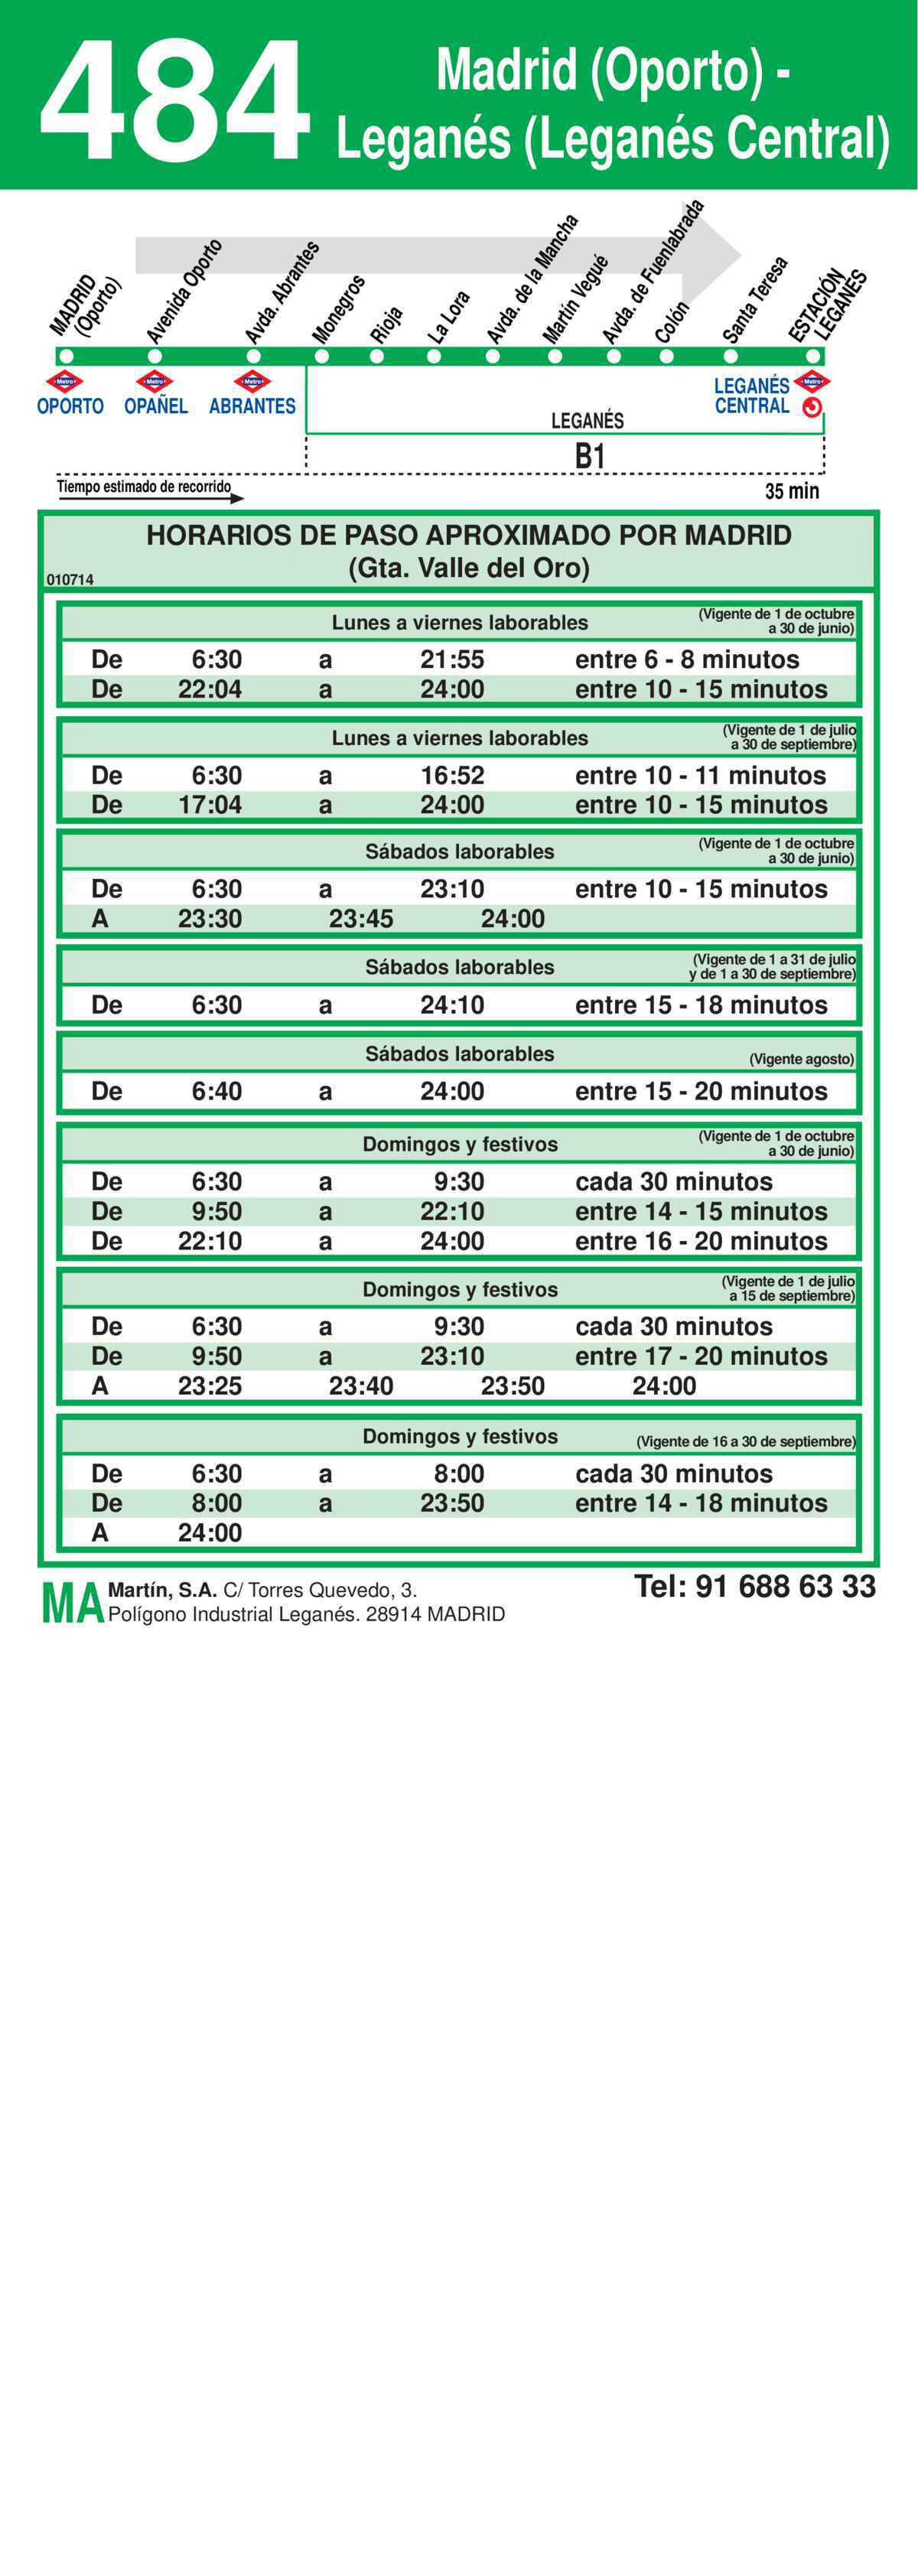 484
Madrid (Oporto) -
Leganés (Leganés Central)
MADRID
(Oporto)
Avenida Oporto
Avda. Abrantes
Monegros
Rioja
La Lora
Avda. de la Mancha
Martín Vegué
Avda. de Fuenlabrada
Colón
Santa Teresa
ESTACIÓN
LEGANÉS
Metro
Metro
Metro
Metro
OPORTO
OPAÑEL
ABRANTES
LEGANÉS
CENTRAL
LEGANÉS
B1
Tiempo estimado de recorrido
35 min
HORARIOS DE PASO APROXIMADO POR MADRID
(Gta. Valle del Oro)
010714
Lunes a viernes laborables (Vigente de 1 de octubre
a 30 de junio)
De 6:30 a 21:55 entre 6 - 8 minutos
De 22:04 a 24:00 entre 10 - 15 minutos
Lunes a viernes laborables (Vigente de 1 de julio
a 30 de septiembre)
De 6:30 a 16:52 entre 10 - 11 minutos
De 17:04 a 24:00 entre 10 - 15 minutos
Sábados laborables (Vigente de 1 de octubre
a 30 de junio)
De 6:30 a 23:10 entre 10 - 15 minutos
A 23:30 23:45 24:00
Sábados laborables (Vigente de 1 a 31 de julio
y de 1 a 30 de septiembre)
De 6:30 a 24:10 entre 15 - 18 minutos
Sábados laborables (Vigente agosto)
De 6:40 a 24:00 entre 15 - 20 minutos
Domingos y festivos (Vigente de 1 de octubre
a 30 de junio)
De 6:30 a 9:30 cada 30 minutos
De 9:50 a 22:10 entre 14 - 15 minutos
De 22:10 a 24:00 entre 16 - 20 minutos
Domingos y festivos (Vigente de 1 de julio
a 15 de septiembre)
De 6:30 a 9:30 cada 30 minutos
De 9:50 a 23:10 entre 17 - 20 minutos
A 23:25 23:40 23:50 24:00
Domingos y festivos (Vigente de 16 a 30 de septiembre)
De 6:30 a 8:00 cada 30 minutos
De 8:00 a 23:50 entre 14 - 18 minutos
A 24:00
MA Martín, S.A. C/ Torres Quevedo, 3.
Polígono Industrial Leganés. 28914 MADRID
Tel: 91 688 63 33